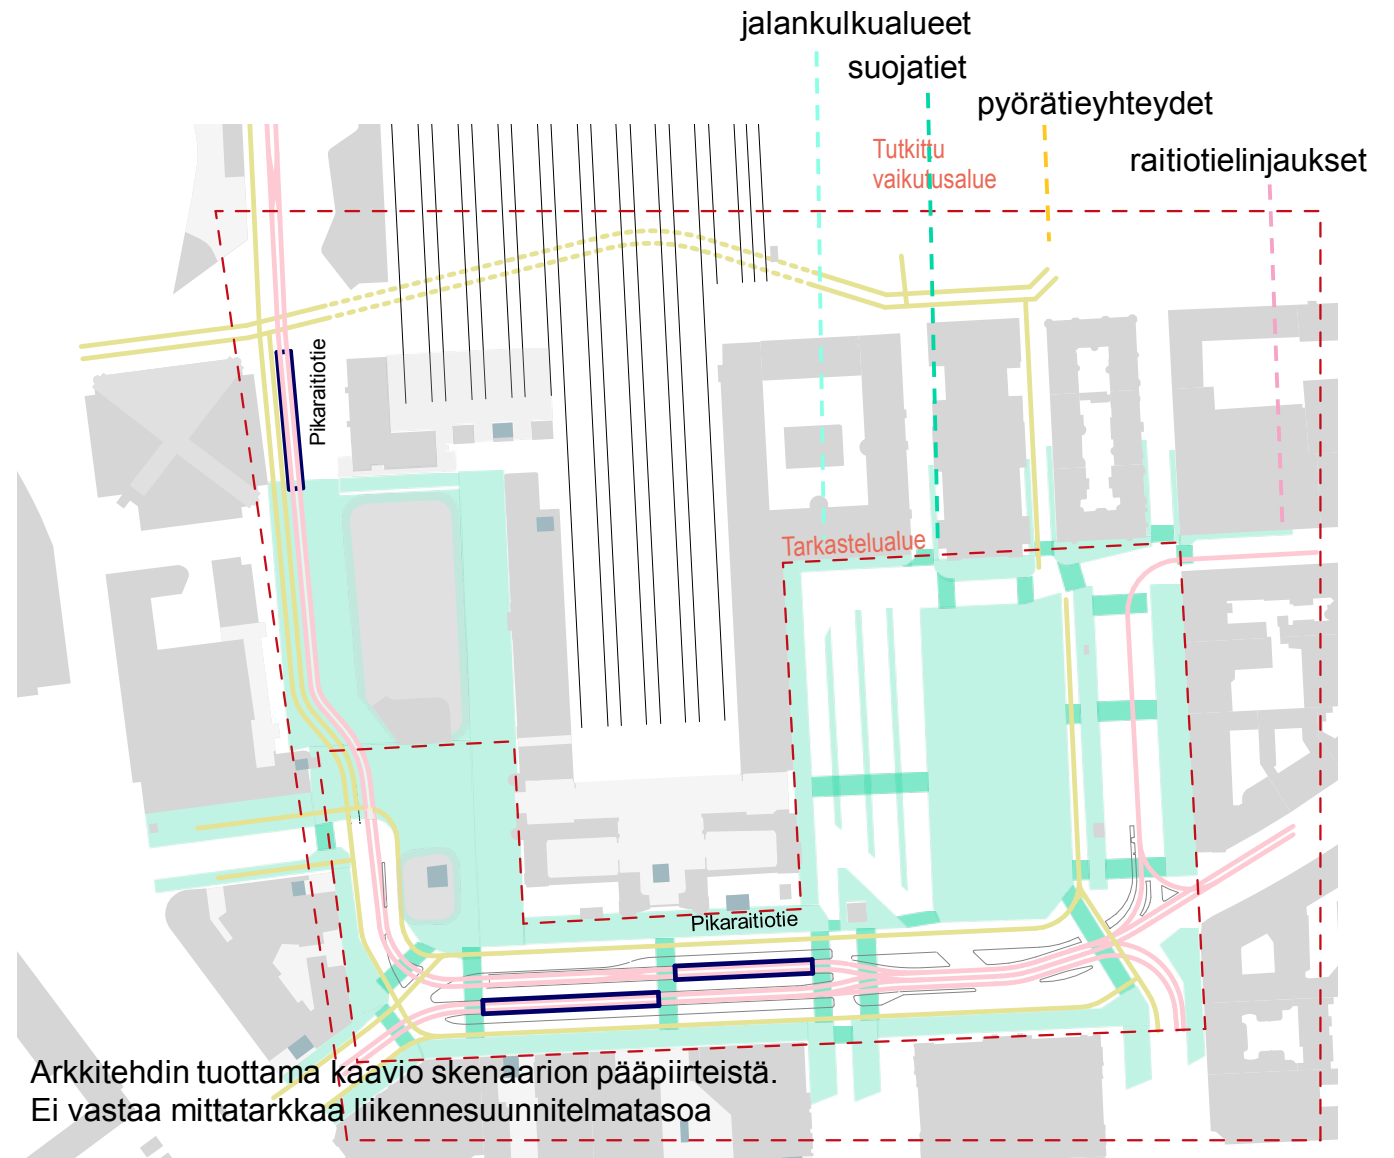 jalankulkualueet
suojatiet
pyörätieyhteydet
raitiotielinjaukset
Tutkittu
vaikutusalue
Pikaraitiotie
Tarkastelualue
Pikaraitiotie
Arkkitehdin tuottama kaavio skenaarion pääpiirteistä.
Ei vastaa mittatarkkaa liikennesuunnitelmatasoa